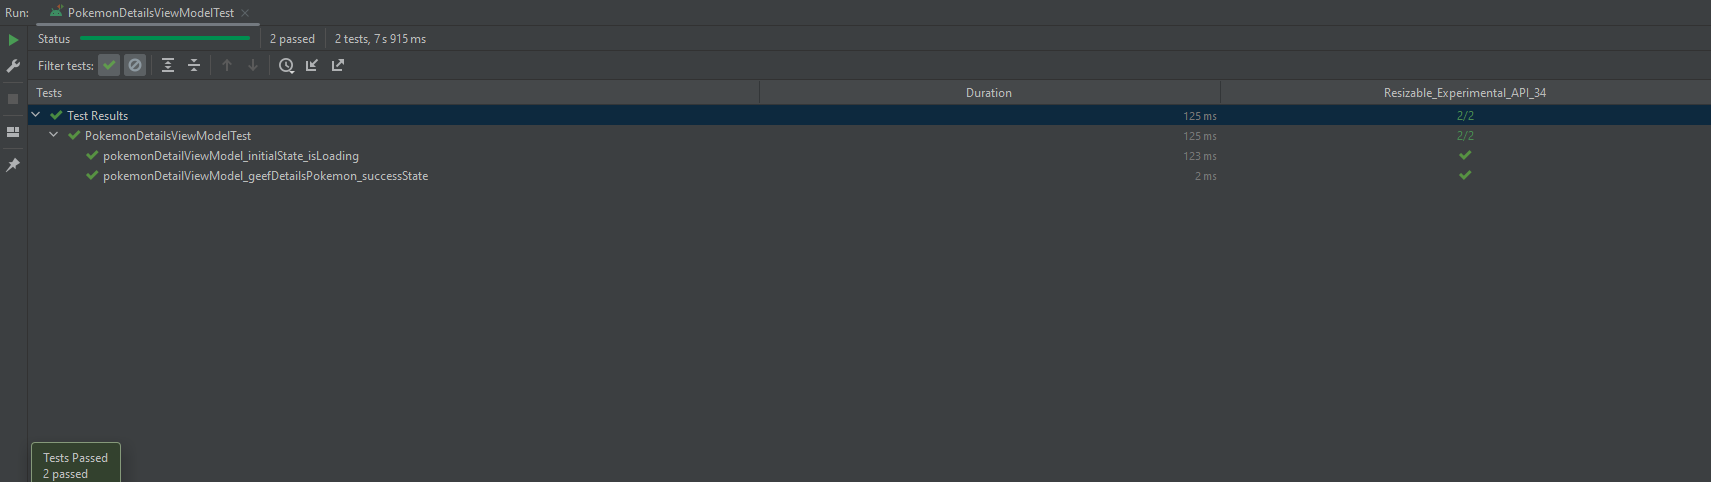 Run: PokemonDetailsViewModelTest
Status 2 passed 2 tests, 7 s 915 ms
Filter tests:
Tests Duration Resizable_Experimental_API_34
Test Results 125 ms 2/2
PokemonDetailsViewModelTest 125 ms 2/2
pokemonDetailViewModel_initialState_isLoading 123 ms
pokemonDetailViewModel_geefDetailsPokemon_successState 2 ms
Tests Passed
2 passed